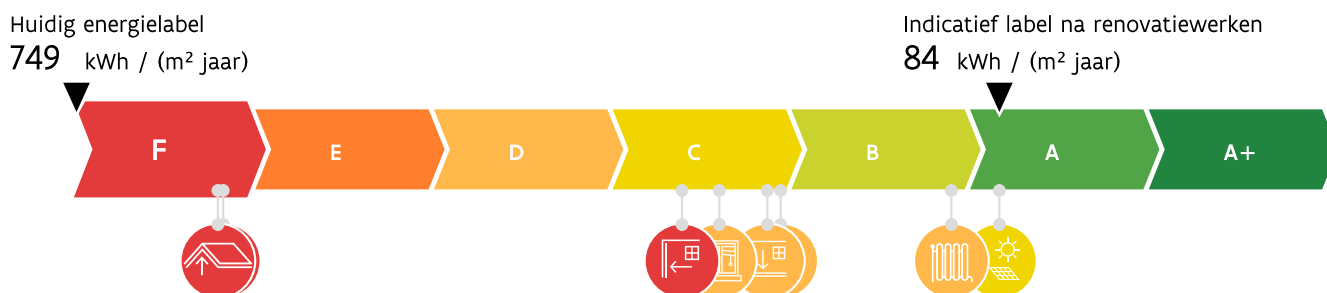 Huidig energielabel
749 kWh / (m² jaar)
Indicatief label na renovatiewerken
84 kWh / (m² jaar)
F E D C B A A+